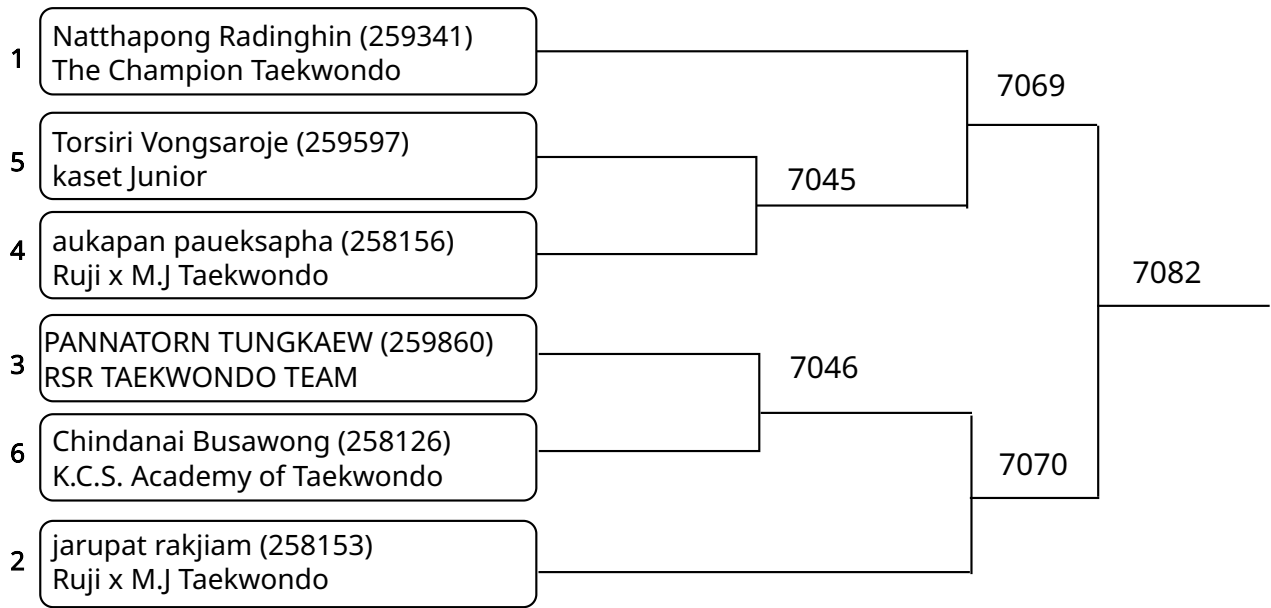 1
Natthapong Radinghin (259341)
The Champion Taekwondo
5
Torsiri Vongsaroje (259597)
kaset Junior
4
aukapan paueksapha (258156)
Ruji x M.J Taekwondo
3
PANNATORN TUNGKAEW (259860)
RSR TAEKWONDO TEAM
6
Chindanai Busawong (258126)
K.C.S. Academy of Taekwondo
2
jarupat rakjiam (258153)
Ruji x M.J Taekwondo
7045
7046
7069
7070
7082